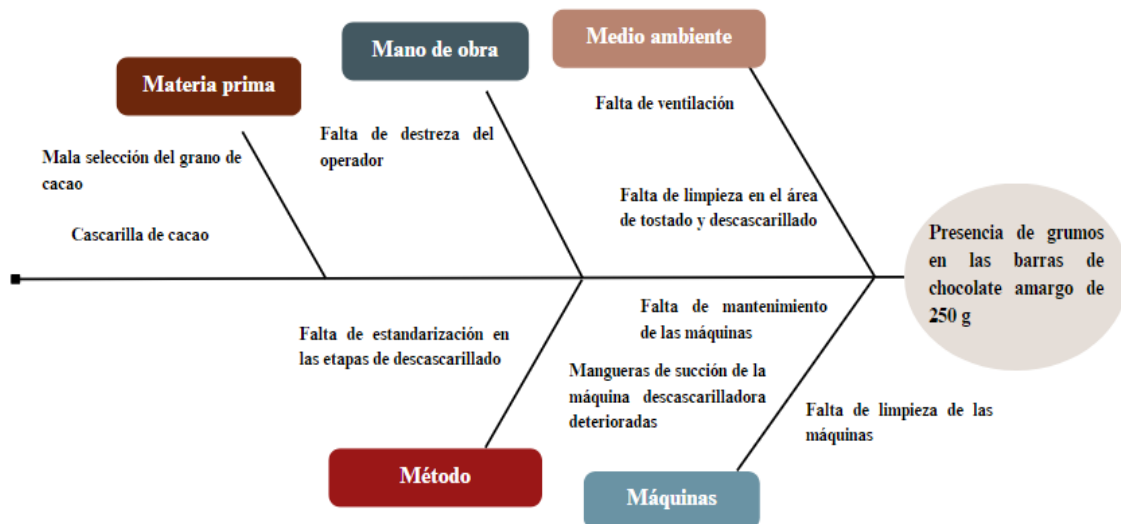 Materia prima
Mano de obra
Medio ambiente
Mala selección del grano de
cacao
Cascarilla de cacao
Falta de destreza del
operador
Falta de ventilación
Falta de limpieza en el área
de tostado y descascarillado
Presencia de grumos
en las barras de
chocolate amargo de
250 g
Falta de estandarización en
las etapas de descascarillado
Falta de mantenimiento
de las máquinas
Mangueras de succión de la
máquina descascarilladora
deterioradas
Falta de limpieza de las
máquinas
Método
Máquinas